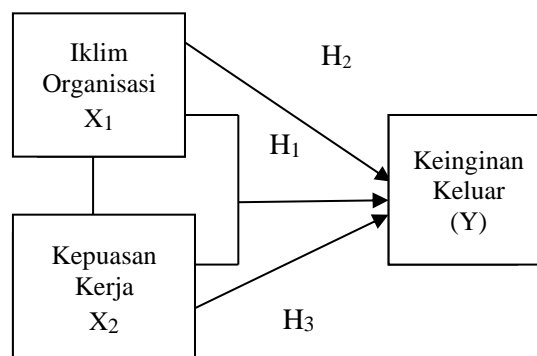 Iklim
Organisasi
X1
H2
H1
Keinginan
Keluar
(Y)
Kepuasan
Kerja
X2
H3